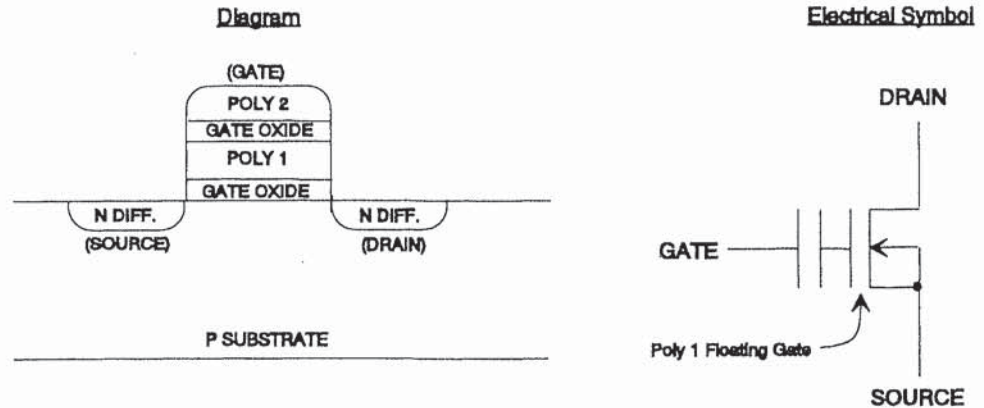 Diagram
(GATE)
POLY 2
GATE OXIDE
POLY 1
GATE OXIDE
N DIFF.
(SOURCE)
N DIFF.
(DRAIN)
P SUBSTRATE
Electrical Symbol
DRAIN
GATE
Poly 1 Floating Gate
SOURCE